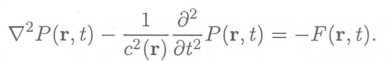 ∇²P(r, t) − 1/c²(r) ∂²/∂t² P(r, t) = −F(r, t).